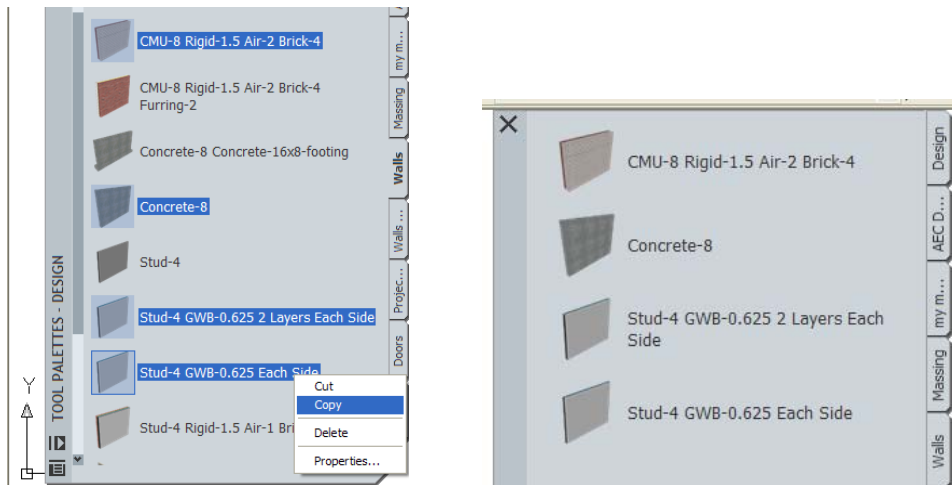 CMU-8 Rigid-1.5 Air-2 Brick-4
CMU-8 Rigid-1.5 Air-2 Brick-4
Furring-2
Concrete-8 Concrete-16x8-footing
Concrete-8
Stud-4
Stud-4 GWB-0.625 2 Layers Each Side
Stud-4 GWB-0.625 Each Side
Stud-4 Rigid-1.5 Air-1 Bri
Cut
Copy
Delete
Properties...
my m...
Massing
Walls
Walls ...
Projec...
Doors
TOOL PALETTES - DESIGN
Y
CMU-8 Rigid-1.5 Air-2 Brick-4
Concrete-8
Stud-4 GWB-0.625 2 Layers Each
Side
Stud-4 GWB-0.625 Each Side
Design
AEC D...
my m...
Massing
Walls